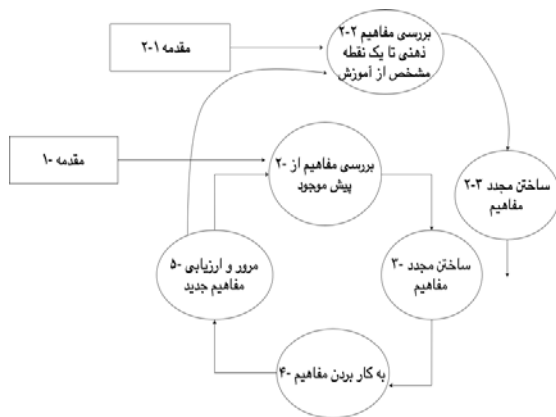 مقدمه ۱-۲
بررسی مفاهیم ۲-۲
ذهنی تا یک نقطه
مشخص از آموزش
ساختن مجدد ۳-۲
مفاهیم
مقدمه ۱-
بررسی مفاهیم از ۲-
پیش موجود
ساختن مجدد ۳-
مفاهیم
به کار بردن مفاهیم ۴-
مرور و ارزیابی ۵-
مفاهیم جدید